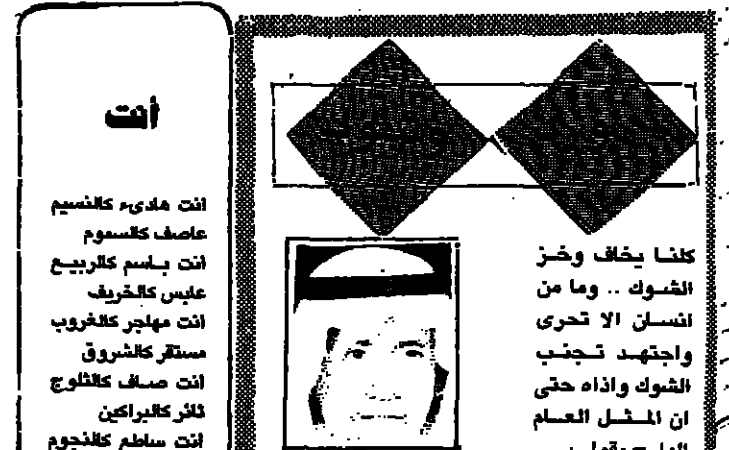 كلنا يخاف وخز
الشوك .. وما من
انسان الا تحرى
واجتهد تجنب
الشوك واذاه حتى
ان المثل العام
أنت
انت هادىء كالنسيم
عاصف كالسموم
أنت باسم كالربيع
عابس كالخريف
انت مهاجر كالغروب
مستقر كالشروق
أنت صاف كالثلوج
ثائر كالبراكين
انت ساطع كالنجوم